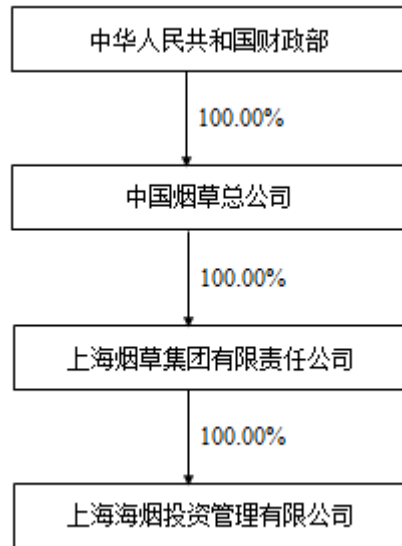 中华人民共和国财政部
100.00%
中国烟草总公司
100.00%
上海烟草集团有限责任公司
100.00%
上海海烟投资管理有限公司